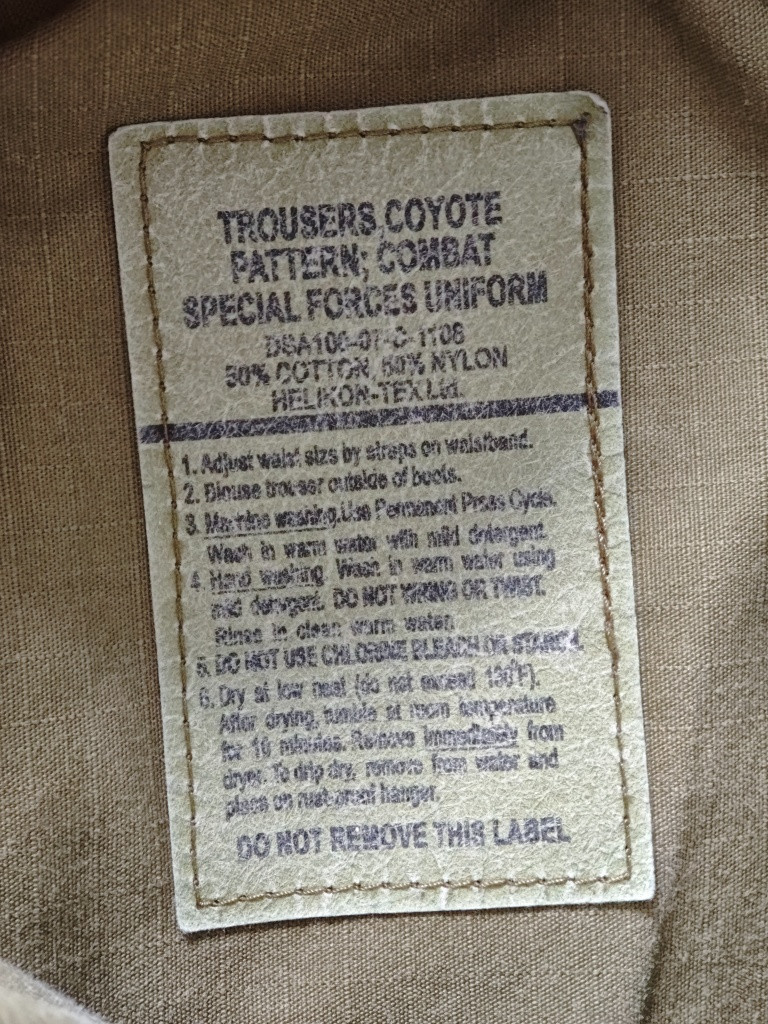 TROUSERS, COYOTE
PATTERN; COMBAT
SPECIAL FORCES UNIFORM
DSA100-07-C-1108
50% COTTON, 50% NYLON
HELIKON-TEX Ltd.
1. Adjust waist size by straps on waistband.
2. Blouse trouser outside of boots.
3. Machine washing. Use Permanent Press Cycle.
Wash in warm water with mild detergent.
4. Hand washing. Wash in warm water using
mild detergent. DO NOT WRING OR TWIST.
Rinse in clean warm water.
5. DO NOT USE CHLORINE BLEACH OR STARCH.
6. Dry at low heat (do not exceed 130°F).
After drying, tumble at room temperature
for 10 minutes. Remove immediately from
dryer. To drip dry, remove from water and
place on rust-proof hanger.
DO NOT REMOVE THIS LABEL